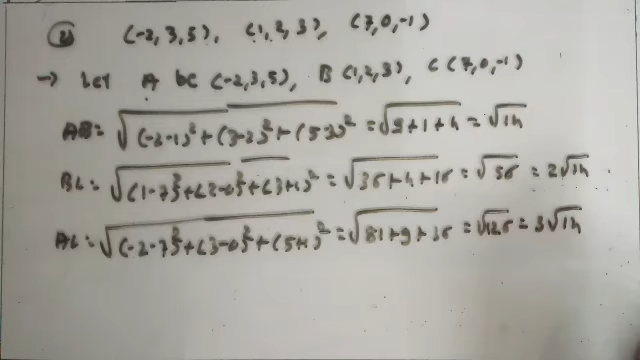 ② (-2,3,5), (1,2,3), (7,0,-1)
→ Let A be (-2,3,5), B (1,2,3), C (7,0,-1)
AB = √(-2-1)²+(3-2)²+(5-3)² = √9+1+4 = √14
BC = √(1-7)²+(2-0)²+(3+1)² = √36+4+16 = √56 = 2√14
AC = √(-2-7)²+(3-0)²+(5+1)² = √81+9+36 = √126 = 3√14